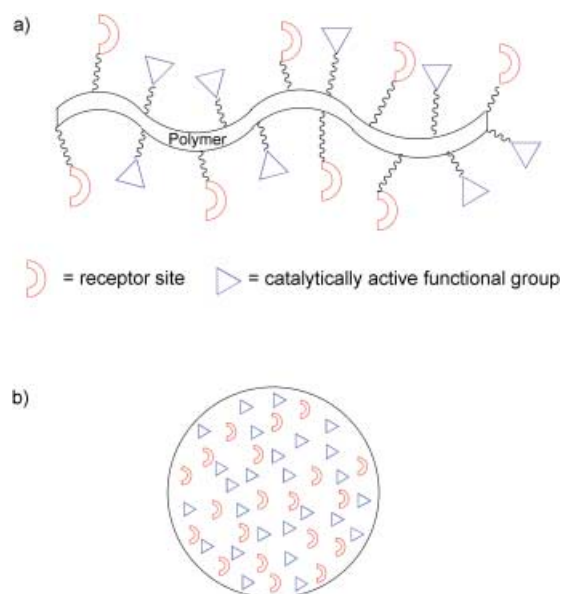 a)
Polymer
= receptor site = catalytically active functional group
b)